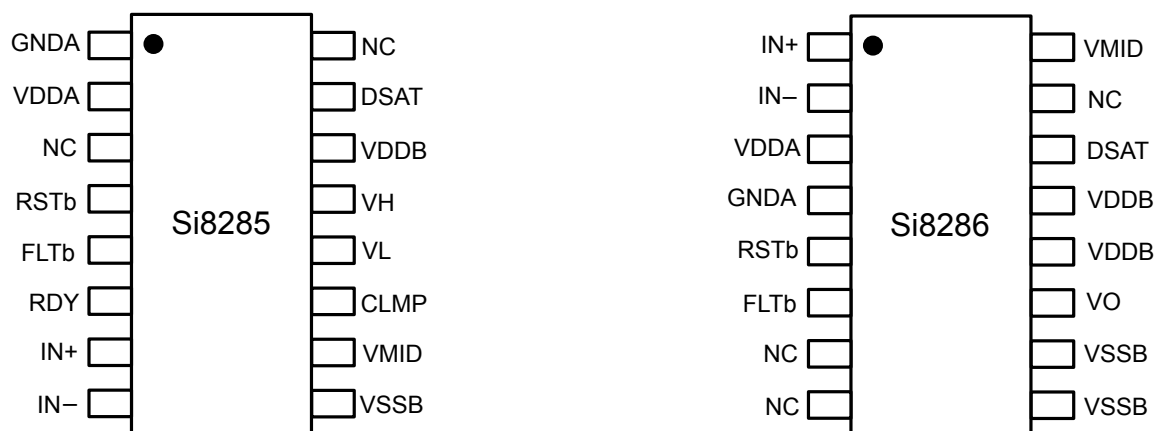 GNDA
VDDA
NC
RSTb
FLTb
RDY
IN+
IN–
Si8285
NC
DSAT
VDDB
VH
VL
CLMP
VMID
VSSB
IN+
IN–
VDDA
GNDA
RSTb
FLTb
NC
NC
Si8286
VMID
NC
DSAT
VDDB
VDDB
VO
VSSB
VSSB